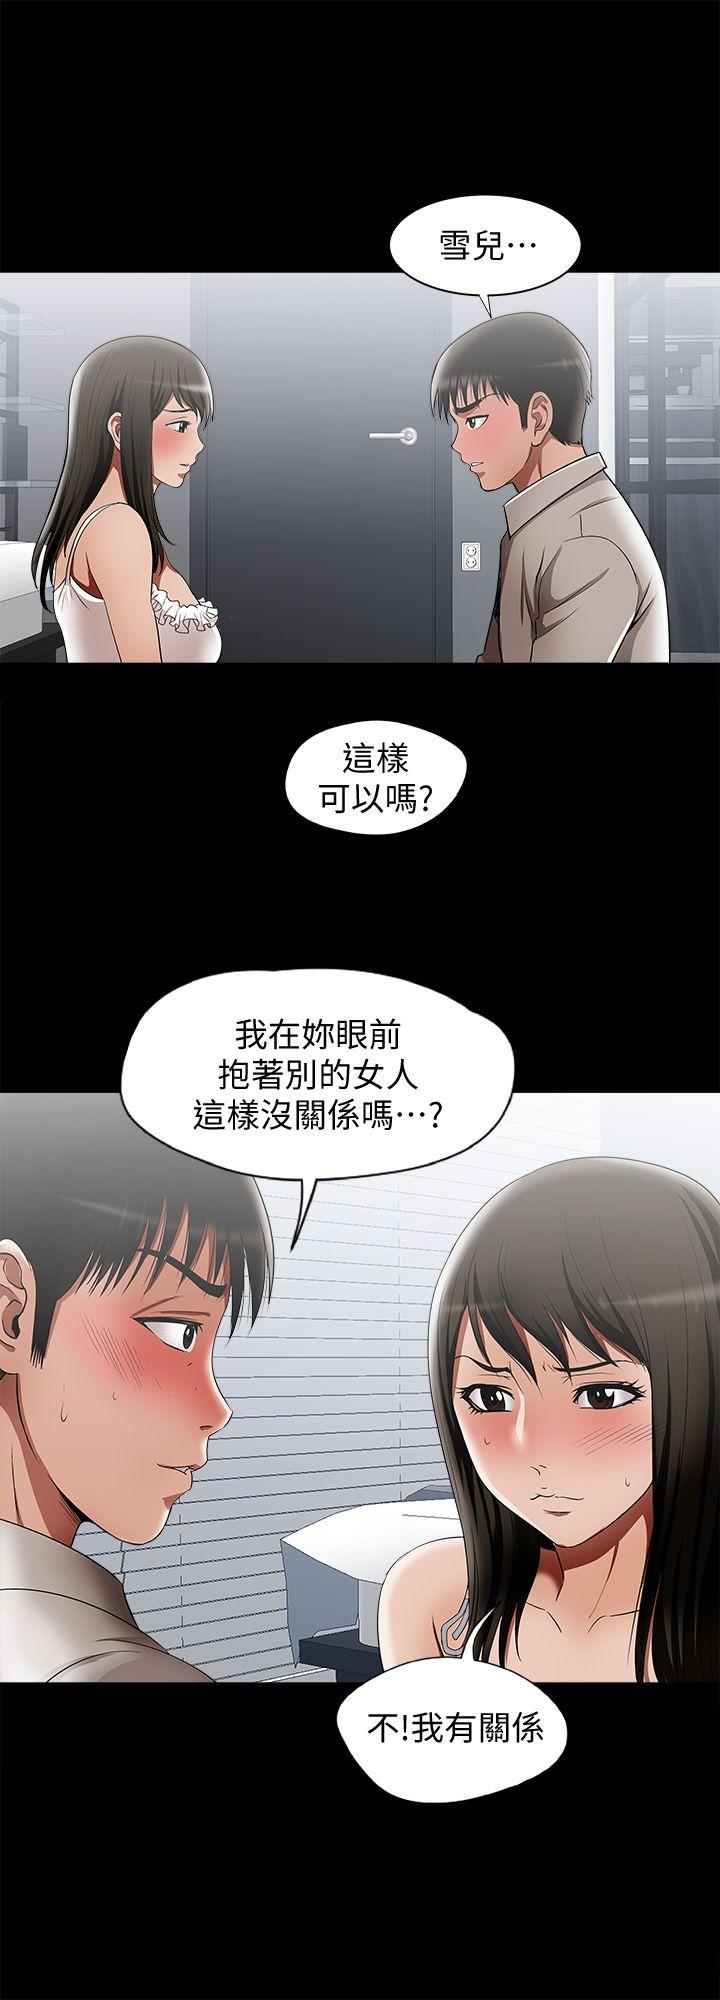 雪兒…
這樣
可以嗎?
我在妳眼前
抱著別的女人
這樣沒關係嗎…?
不!我有關係